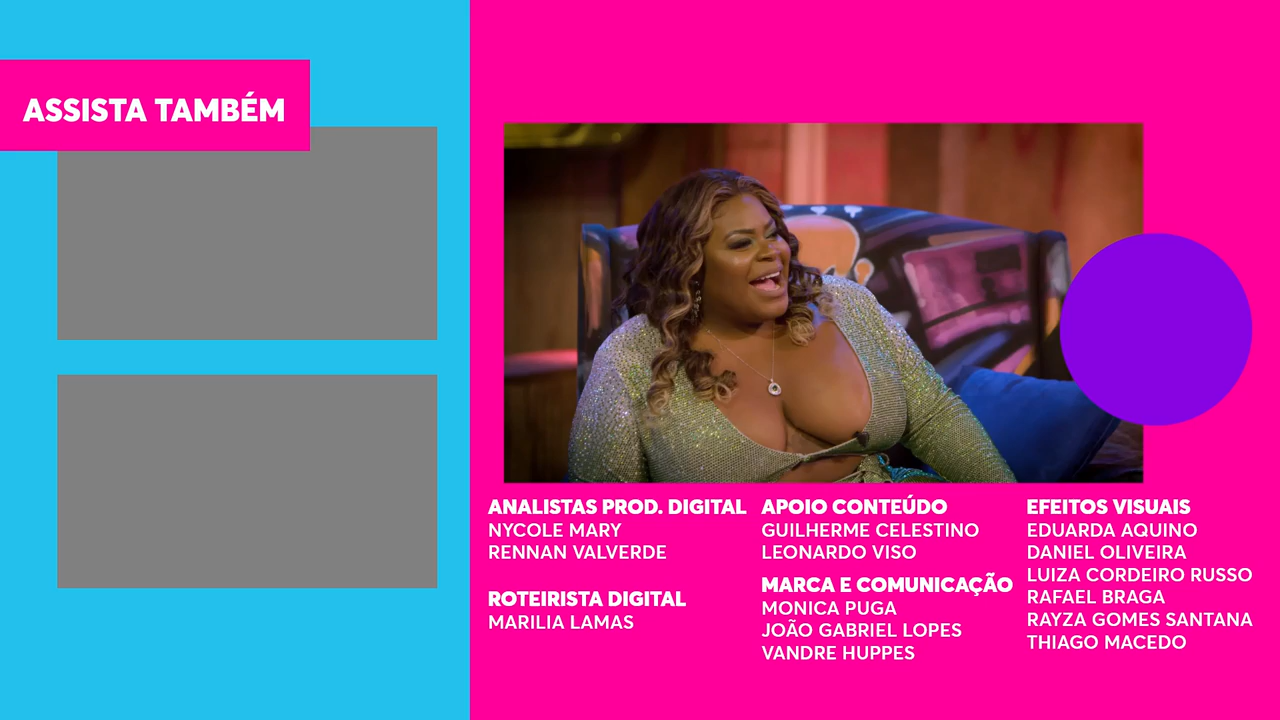 ASSISTA TAMBÉM
ANALISTAS PROD. DIGITAL
NYCOLE MARY
RENNAN VALVERDE
ROTEIRISTA DIGITAL
MARILIA LAMAS
APOIO CONTEÚDO
GUILHERME CELESTINO
LEONARDO VISO
MARCA E COMUNICAÇÃO
MONICA PUGA
JOÃO GABRIEL LOPES
VANDRE HUPPES
EFEITOS VISUAIS
EDUARDA AQUINO
DANIEL OLIVEIRA
LUIZA CORDEIRO RUSSO
RAFAEL BRAGA
RAYZA GOMES SANTANA
THIAGO MACEDO